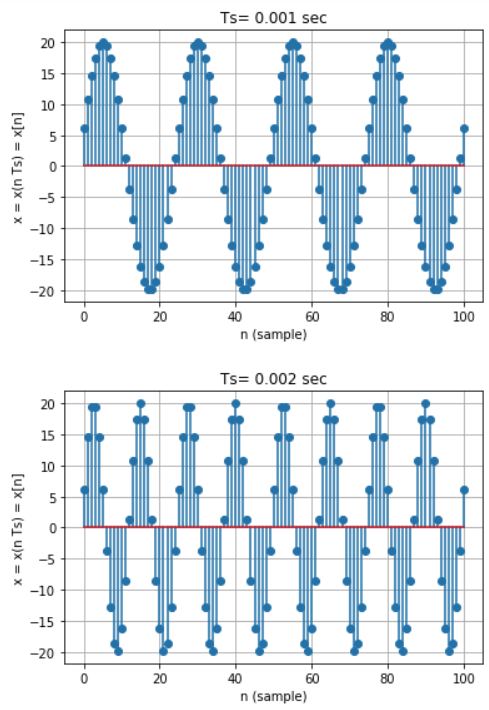 Ts= 0.001 sec
20
15
10
5
0
−5
−10
−15
−20
x = x(n Ts) = x[n]
0 20 40 60 80 100
n (sample)
Ts= 0.002 sec
20
15
10
5
0
−5
−10
−15
−20
x = x(n Ts) = x[n]
0 20 40 60 80 100
n (sample)